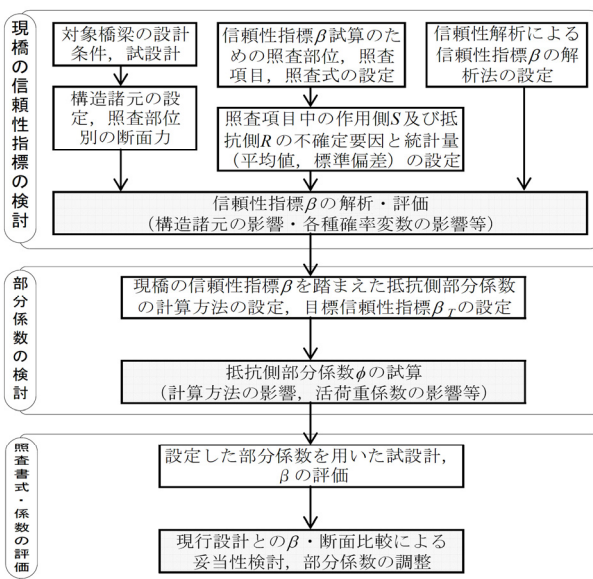 現橋の信頼性指標の検討
対象橋梁の設計
条件，試設計
構造諸元の設
定，照査部位
別の断面力
信頼性指標β試算のた
めの照査部位，照査
項目，照査式の設定
照査項目中の作用側S及び抵
抗側Rの不確定要因と統計量
（平均値，標準偏差）の設定
信頼性解析による
信頼性指標βの解
析法の設定
信頼性指標βの解析・評価
（構造諸元の影響・各種確率変数の影響等）
部分係数の検討
現橋の信頼性指標βを踏まえた抵抗側部分係数
の計算方法の設定，目標信頼性指標βTの設定
抵抗側部分係数ϕの試算
（計算方法の影響，活荷重係数の影響等）
照査書式・係数の評価
設定した部分係数を用いた試設計，
βの評価
現行設計とのβ・断面比較による
妥当性検討，部分係数の調整